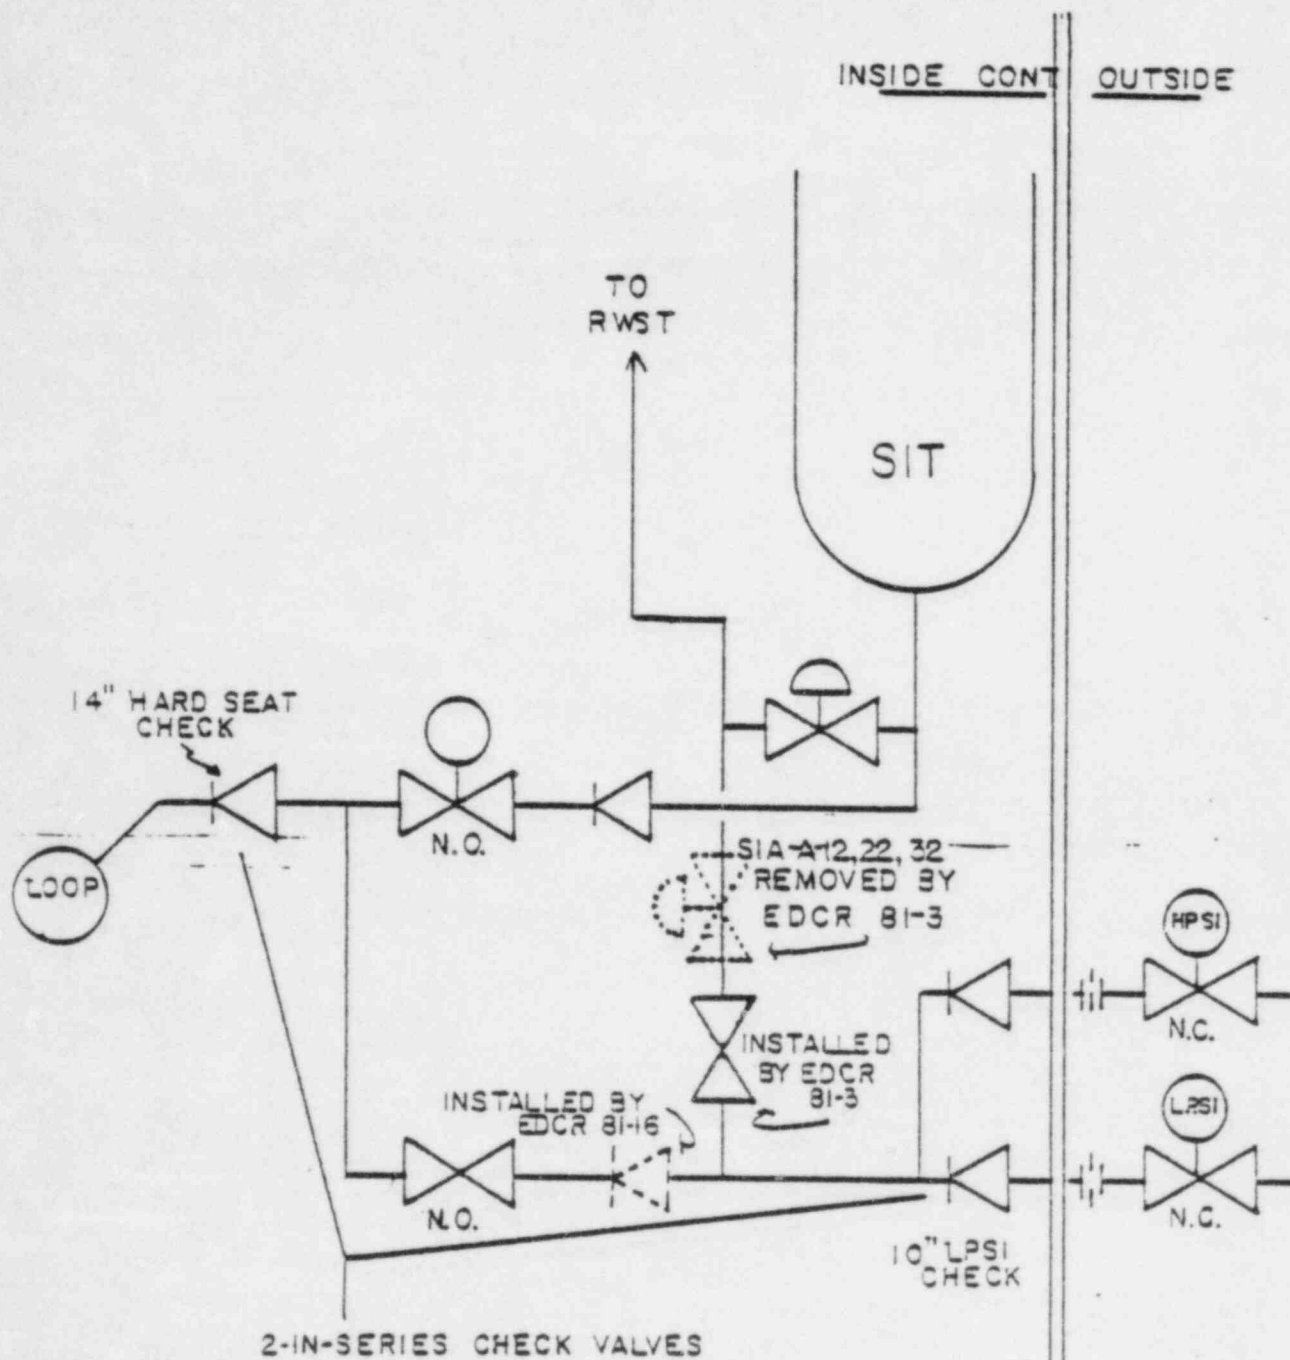 INSIDE CONT OUTSIDE
TO
RWST
SIT
14" HARD SEAT
CHECK
N.O.
LOOP
SIA-A-12,22,32
REMOVED BY
EDCR 81-3
HPSI
N.C.
INSTALLED
BY EDCR
81-3
INSTALLED BY
EDCR 81-16
LPSI
N.O.
N.C.
10" LPSI
CHECK
2-IN-SERIES CHECK VALVES